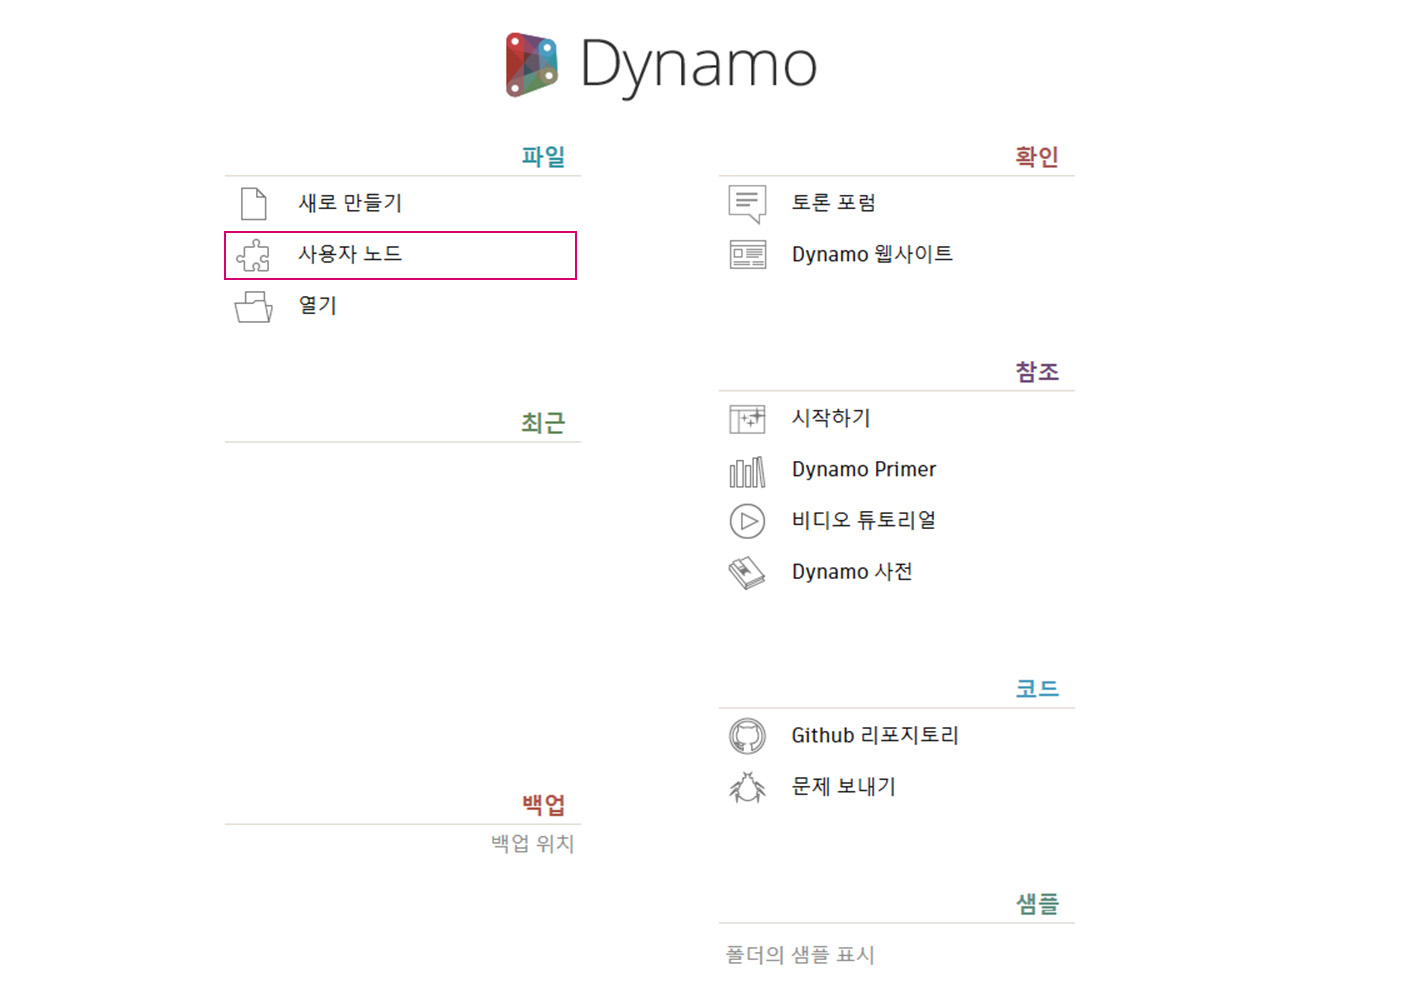 Dynamo
파일
새로 만들기
사용자 노드
열기
최근
백업
백업 위치
확인
토론 포럼
Dynamo 웹사이트
참조
시작하기
Dynamo Primer
비디오 튜토리얼
Dynamo 사전
코드
Github 리포지토리
문제 보내기
샘플
폴더의 샘플 표시